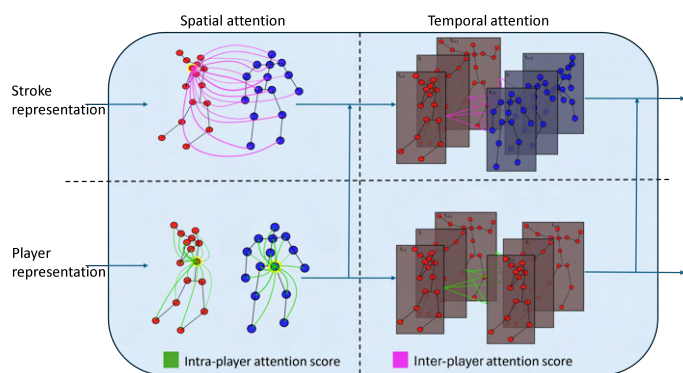 Spatial attention
Temporal attention
Stroke
representation
Player
representation
Intra-player attention score
Inter-player attention score